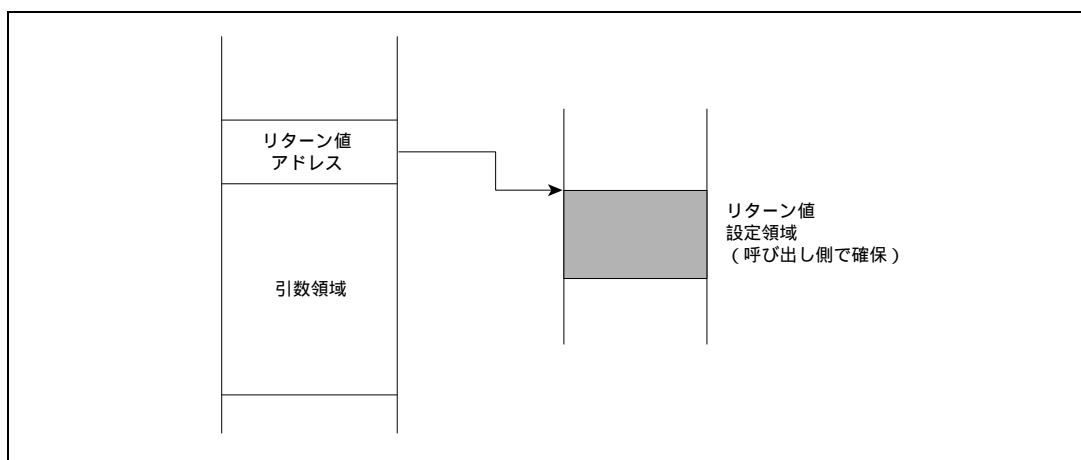 リターン値
アドレス
引数領域
リターン値
設定領域
(呼び出し側で確保)